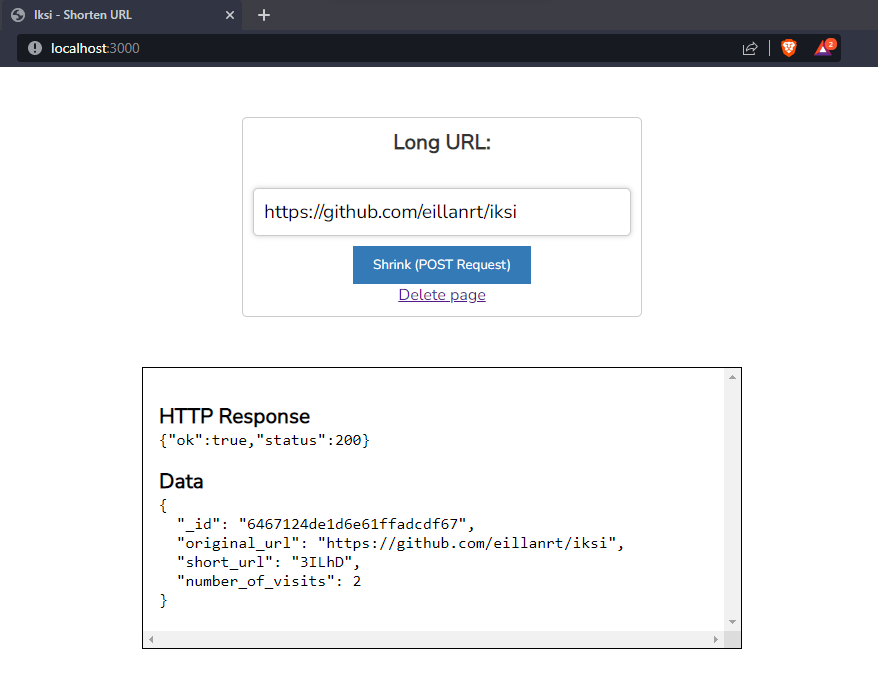 Iksi - Shorten URL
localhost:3000
2
Long URL:
https://github.com/eillanrt/iksi
Shrink (POST Request)
Delete page
HTTP Response
{"ok":true,"status":200}
Data
{
  "_id": "6467124de1d6e61ffadcdf67",
  "original_url": "https://github.com/eillanrt/iksi",
  "short_url": "3ILhD",
  "number_of_visits": 2
}